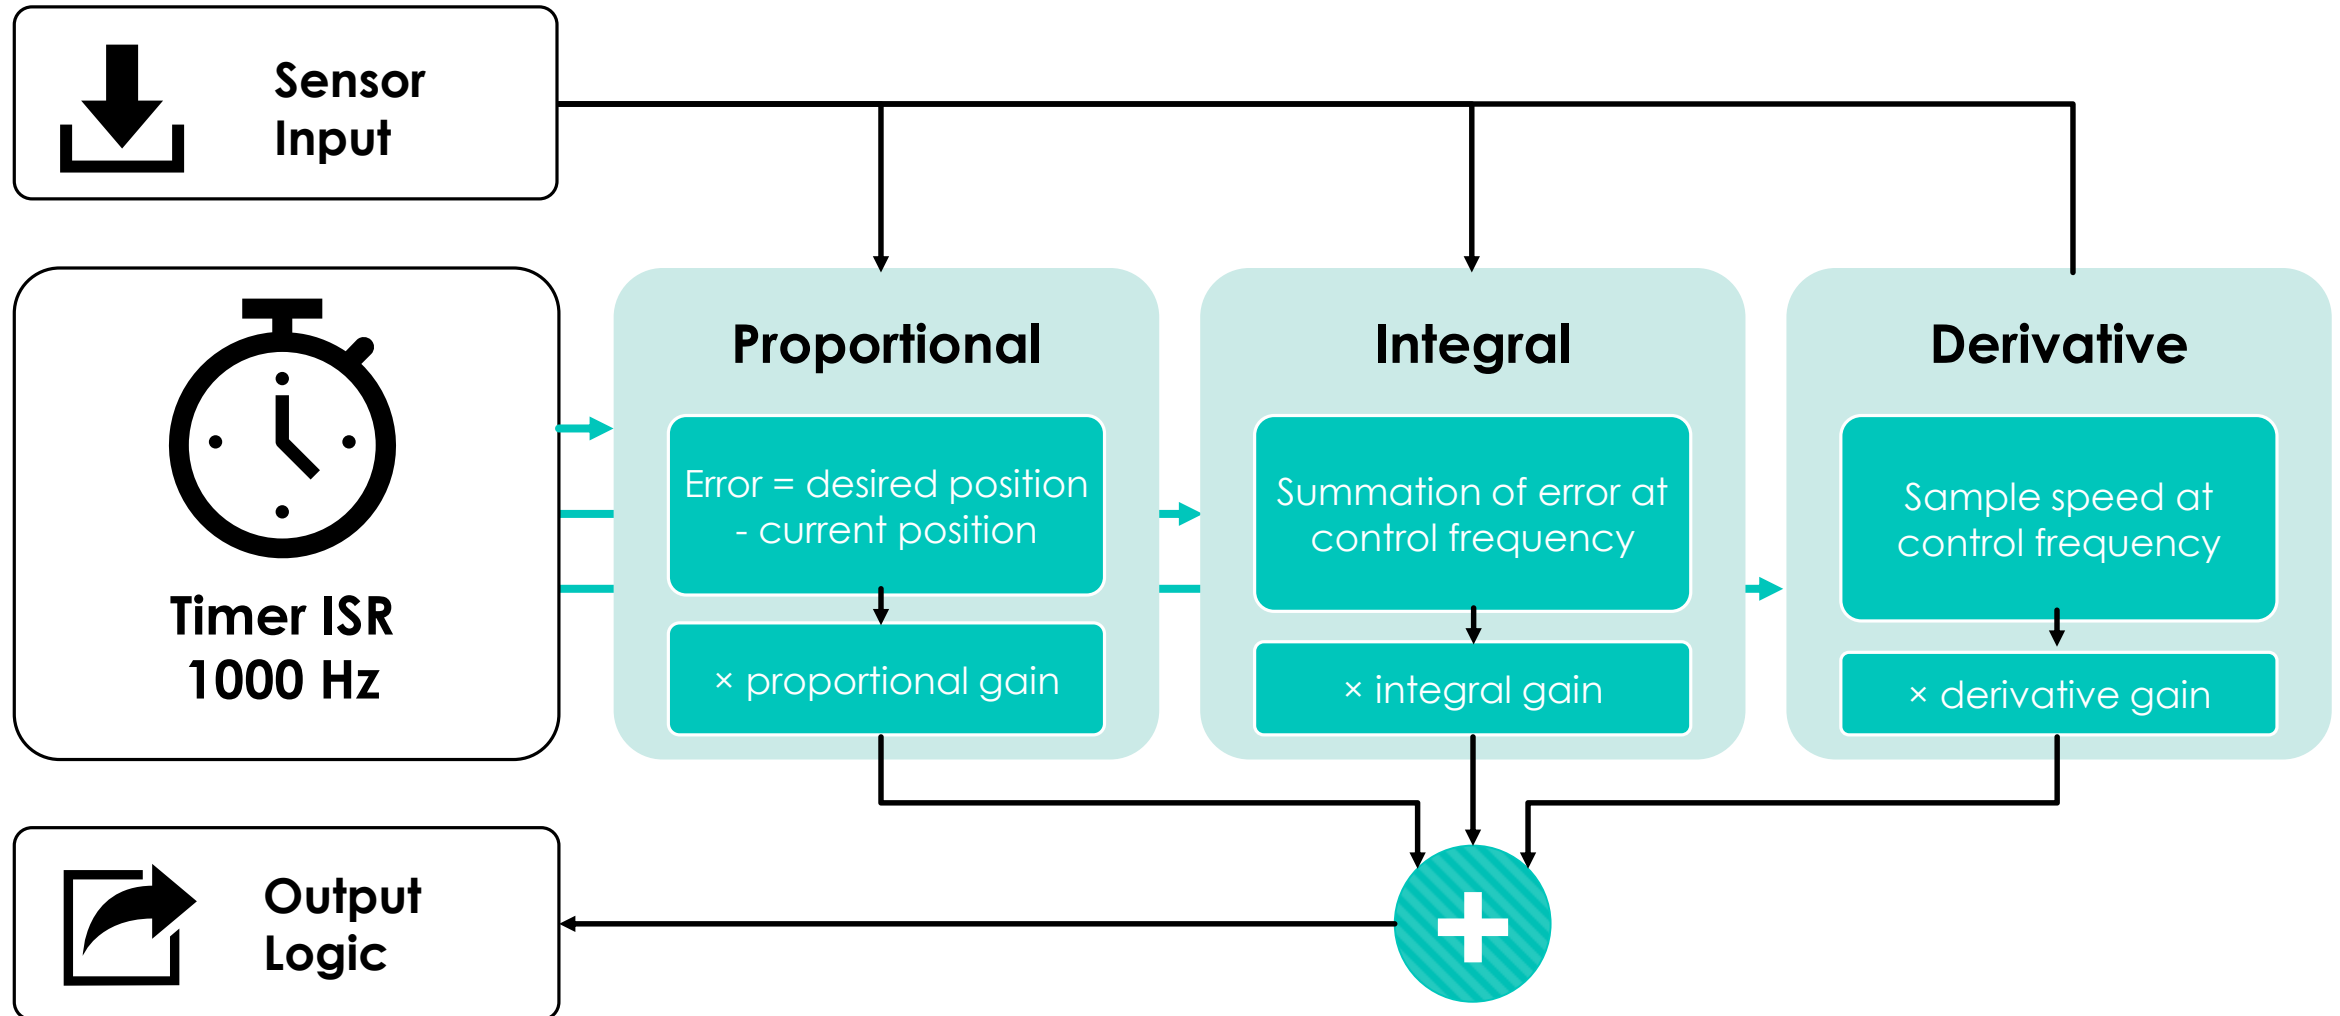 Sensor
Input
Timer ISR
1000 Hz
Proportional
Error = desired position
- current position
× proportional gain
Integral
Summation of error at
control frequency
× integral gain
Derivative
Sample speed at
control frequency
× derivative gain
Output
Logic